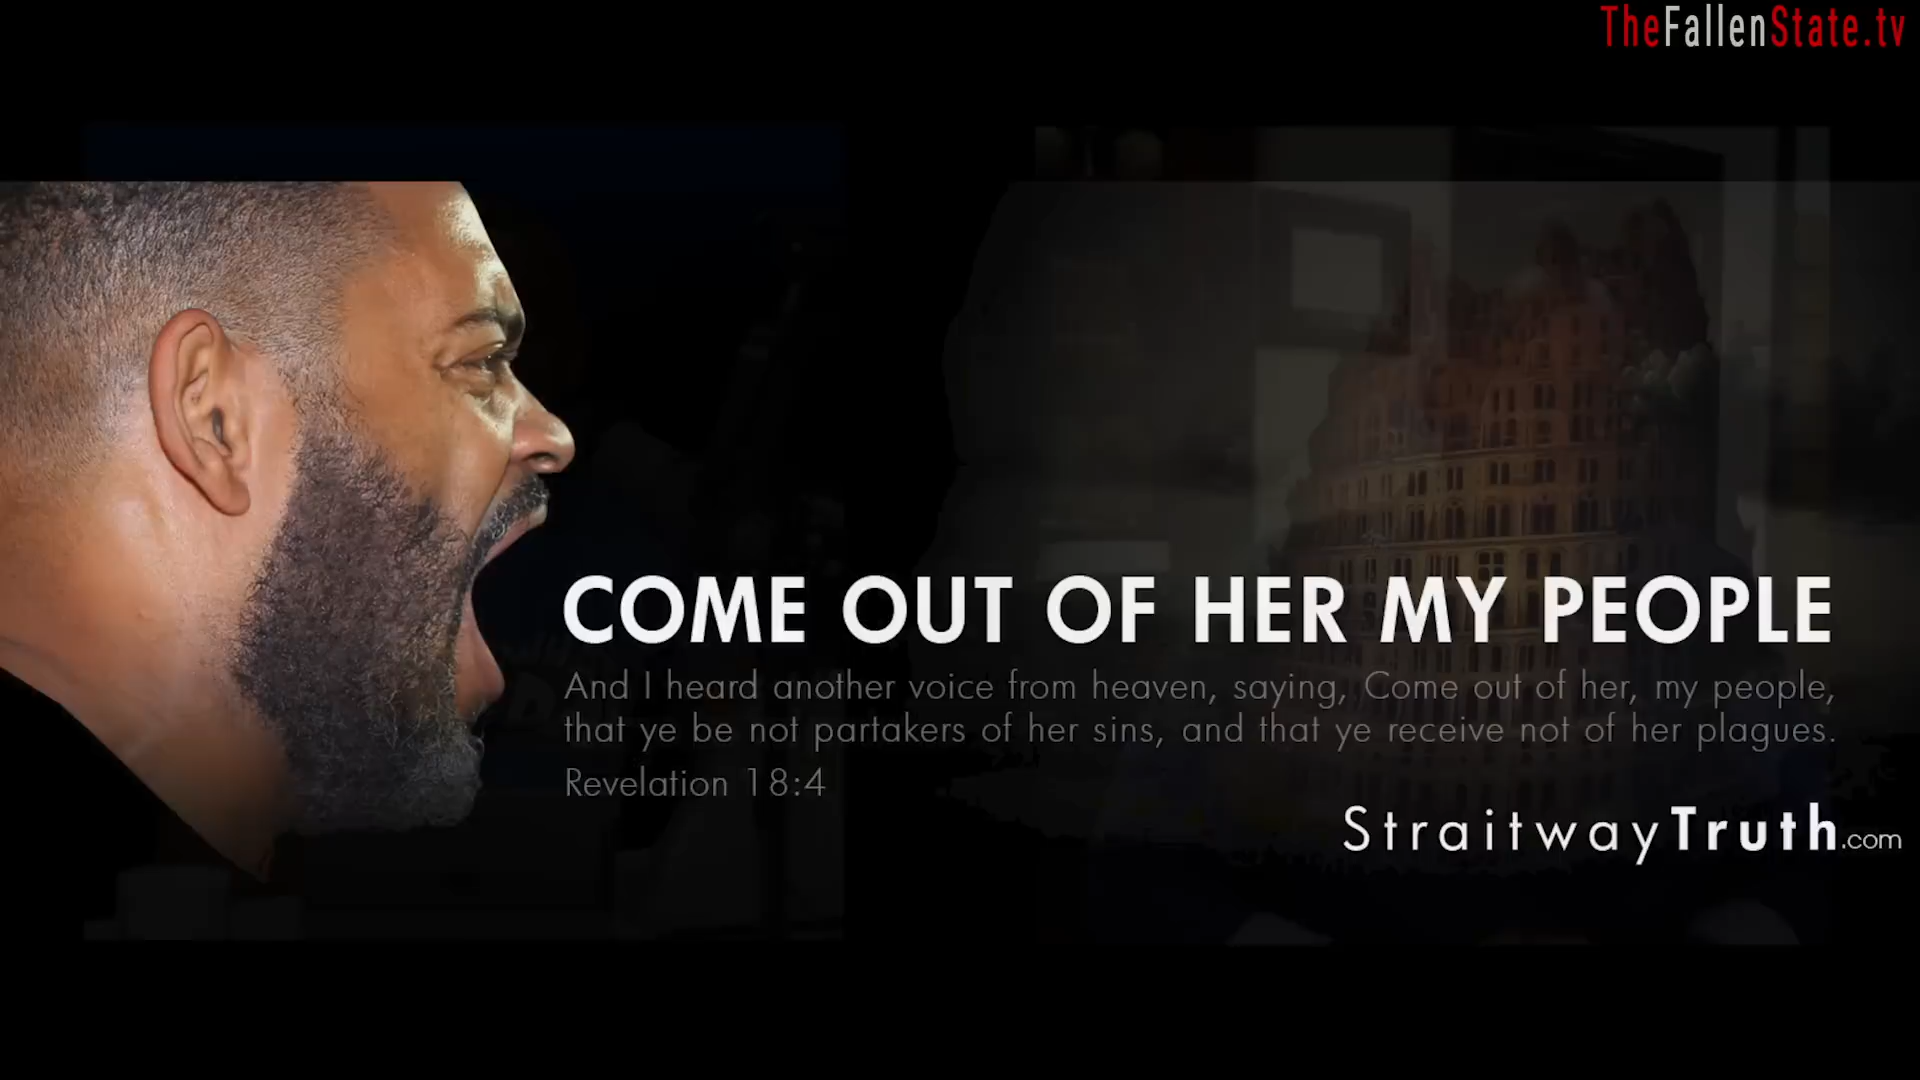 TheFallenState.tv
COME OUT OF HER MY PEOPLE
And I heard another voice from heaven, saying, Come out of her, my people,
that ye be not partakers of her sins, and that ye receive not of her plagues.
Revelation 18:4
StraitwayTruth.com